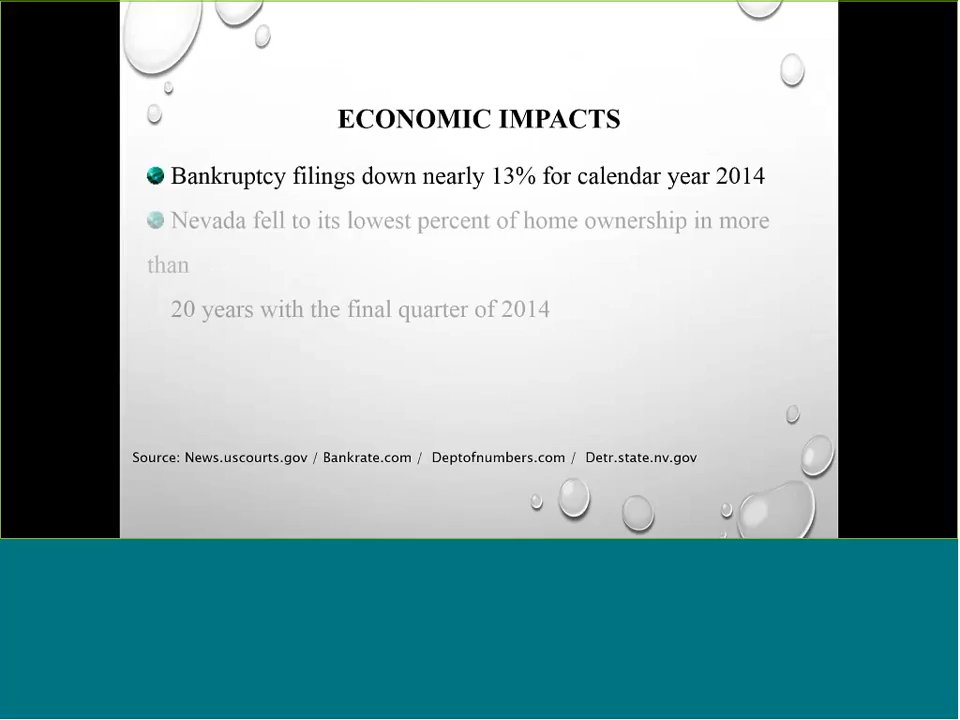 ECONOMIC IMPACTS
Bankruptcy filings down nearly 13% for calendar year 2014
Nevada fell to its lowest percent of home ownership in more
than
20 years with the final quarter of 2014
Source: News.uscourts.gov / Bankrate.com / Deptofnumbers.com / Detr.state.nv.gov